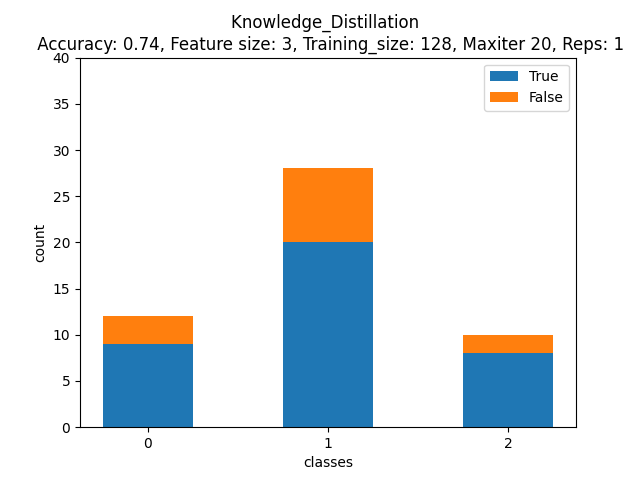 Knowledge_Distillation
Accuracy: 0.74, Feature size: 3, Training_size: 128, Maxiter 20, Reps: 1
40
35
30
25
20
15
10
5
0
count
True
False
0 1 2
classes